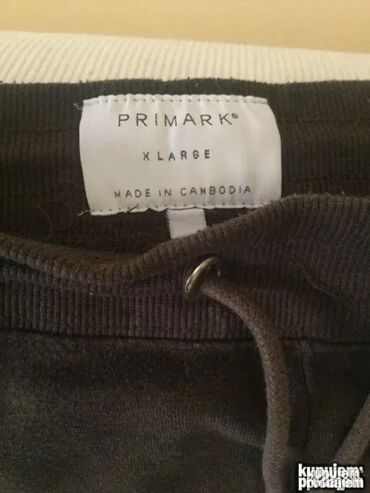 PRIMARK®
X LARGE
MADE IN CAMBODIA
kupujem
prodajem